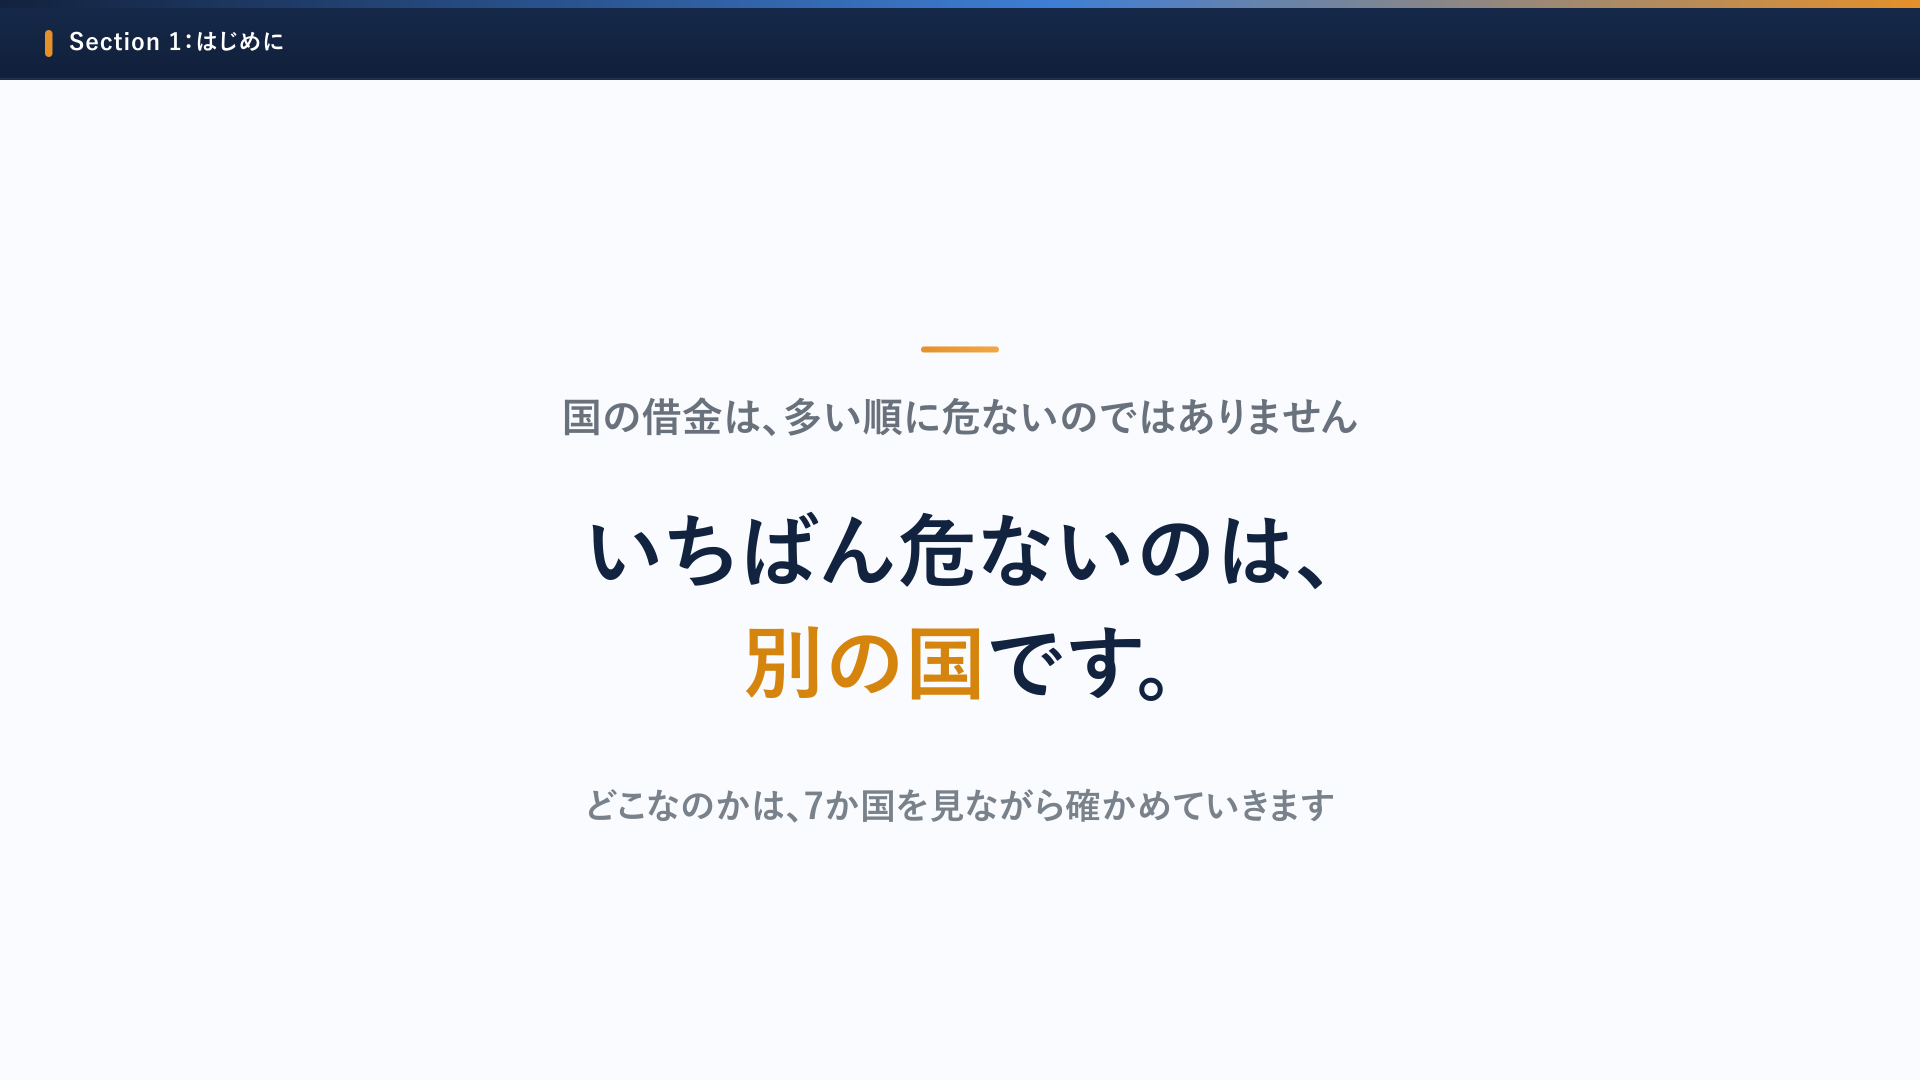 Section 1：はじめに
国の借金は、多い順に危ないのではありません
いちばん危ないのは、
別の国です。
どこなのかは、7か国を見ながら確かめていきます